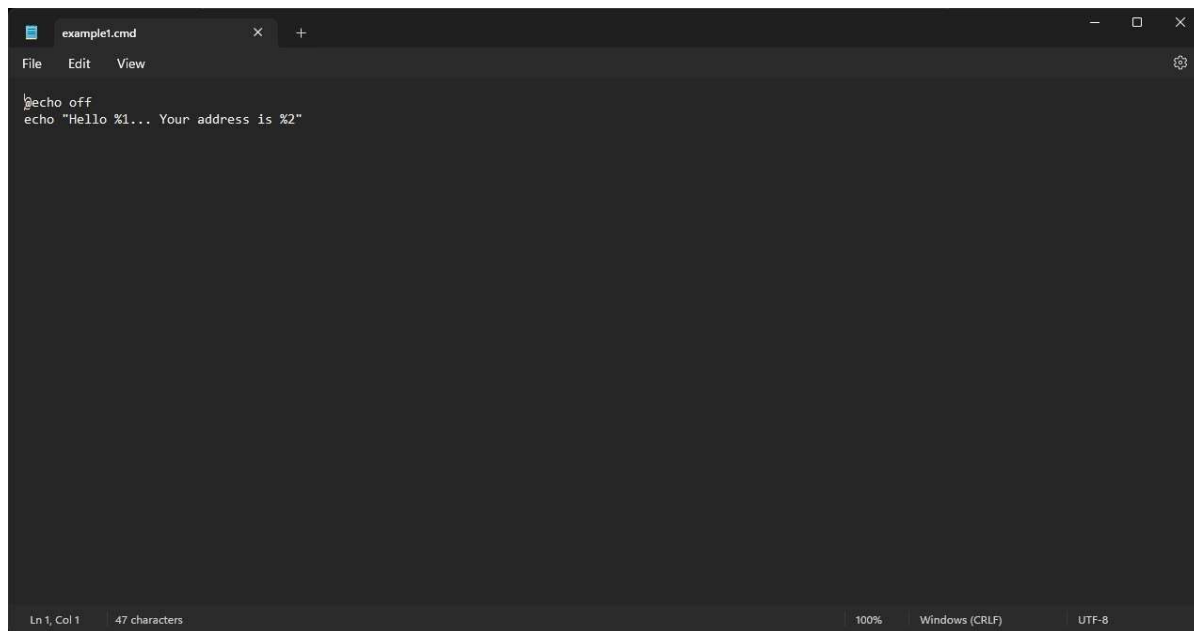 example1.cmd
File Edit View
@echo off
echo "Hello %1... Your address is %2"
Ln 1, Col 1 47 characters 100% Windows (CRLF) UTF-8